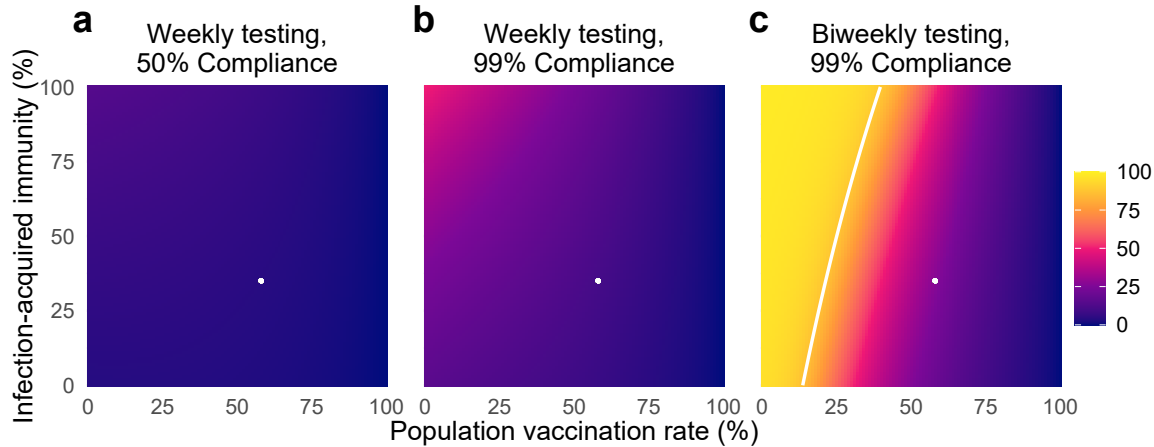 a
Weekly testing,
50% Compliance
b
Weekly testing,
99% Compliance
c
Biweekly testing,
99% Compliance
Infection-acquired immunity (%)
100
75
50
25
0
0 25 50 75 100
0 25 50 75 100
0 25 50 75 100
Population vaccination rate (%)
100
75
50
25
0